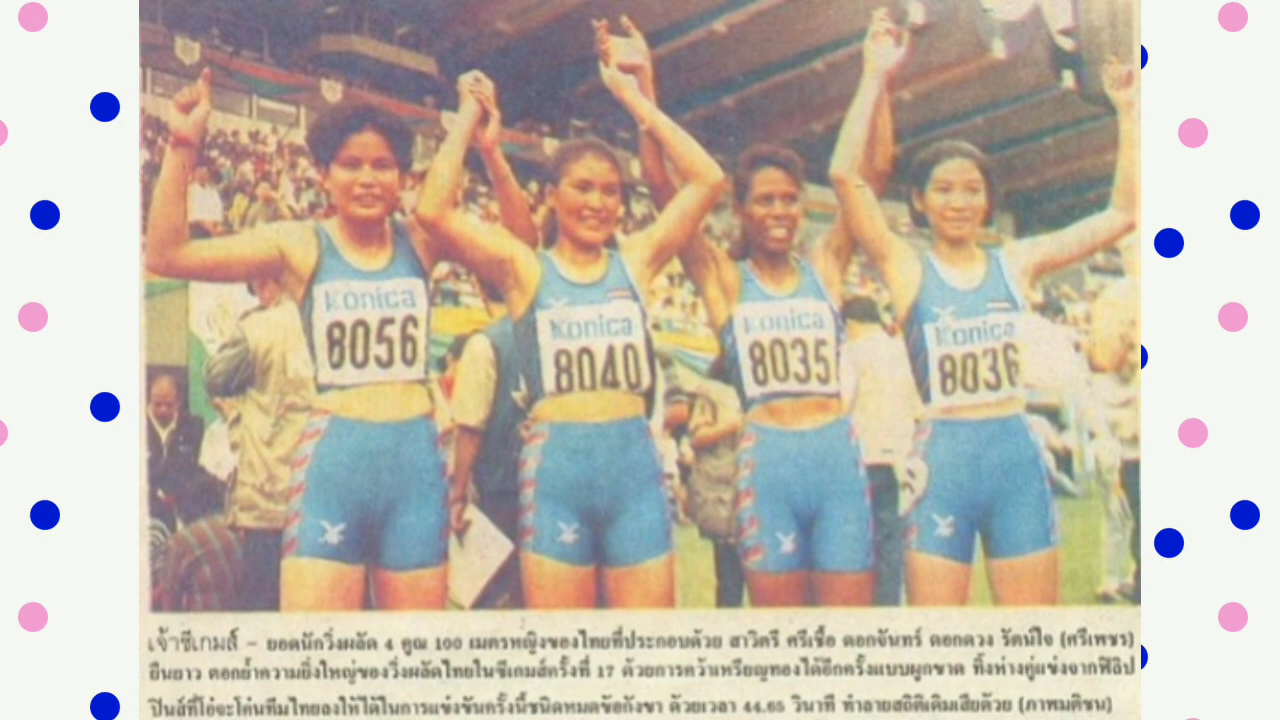 Konica
8056
Konica
8040
Konica
8035
Konica
8036
เจ้าซีเกมส์ – ยอดนักวิ่งผลัด 4 คูณ 100 เมตรหญิงของไทยที่ประกอบด้วย สาวิตรี ศรีเชื้อ ดอกจันทร์ ดอกดวง รัตน์ใจ (ศรีเพชร)
ยืนยาว ตอกย้ำความยิ่งใหญ่ของวิ่งผลัดไทยในซีเกมส์ครั้งที่ 17 ด้วยการคว้าเหรียญทองได้อีกครั้งแบบผูกขาด ทิ้งห่างคู่แข่งจากฟิลิป
ปินส์ที่โอ่จะโค่นทีมไทยลงให้ได้ในการแข่งขันครั้งนี้ชนิดหมดข้อกังขา ด้วยเวลา 44.65 วินาที ทำลายสถิติเดิมเสียด้วย (ภาพมติชน)